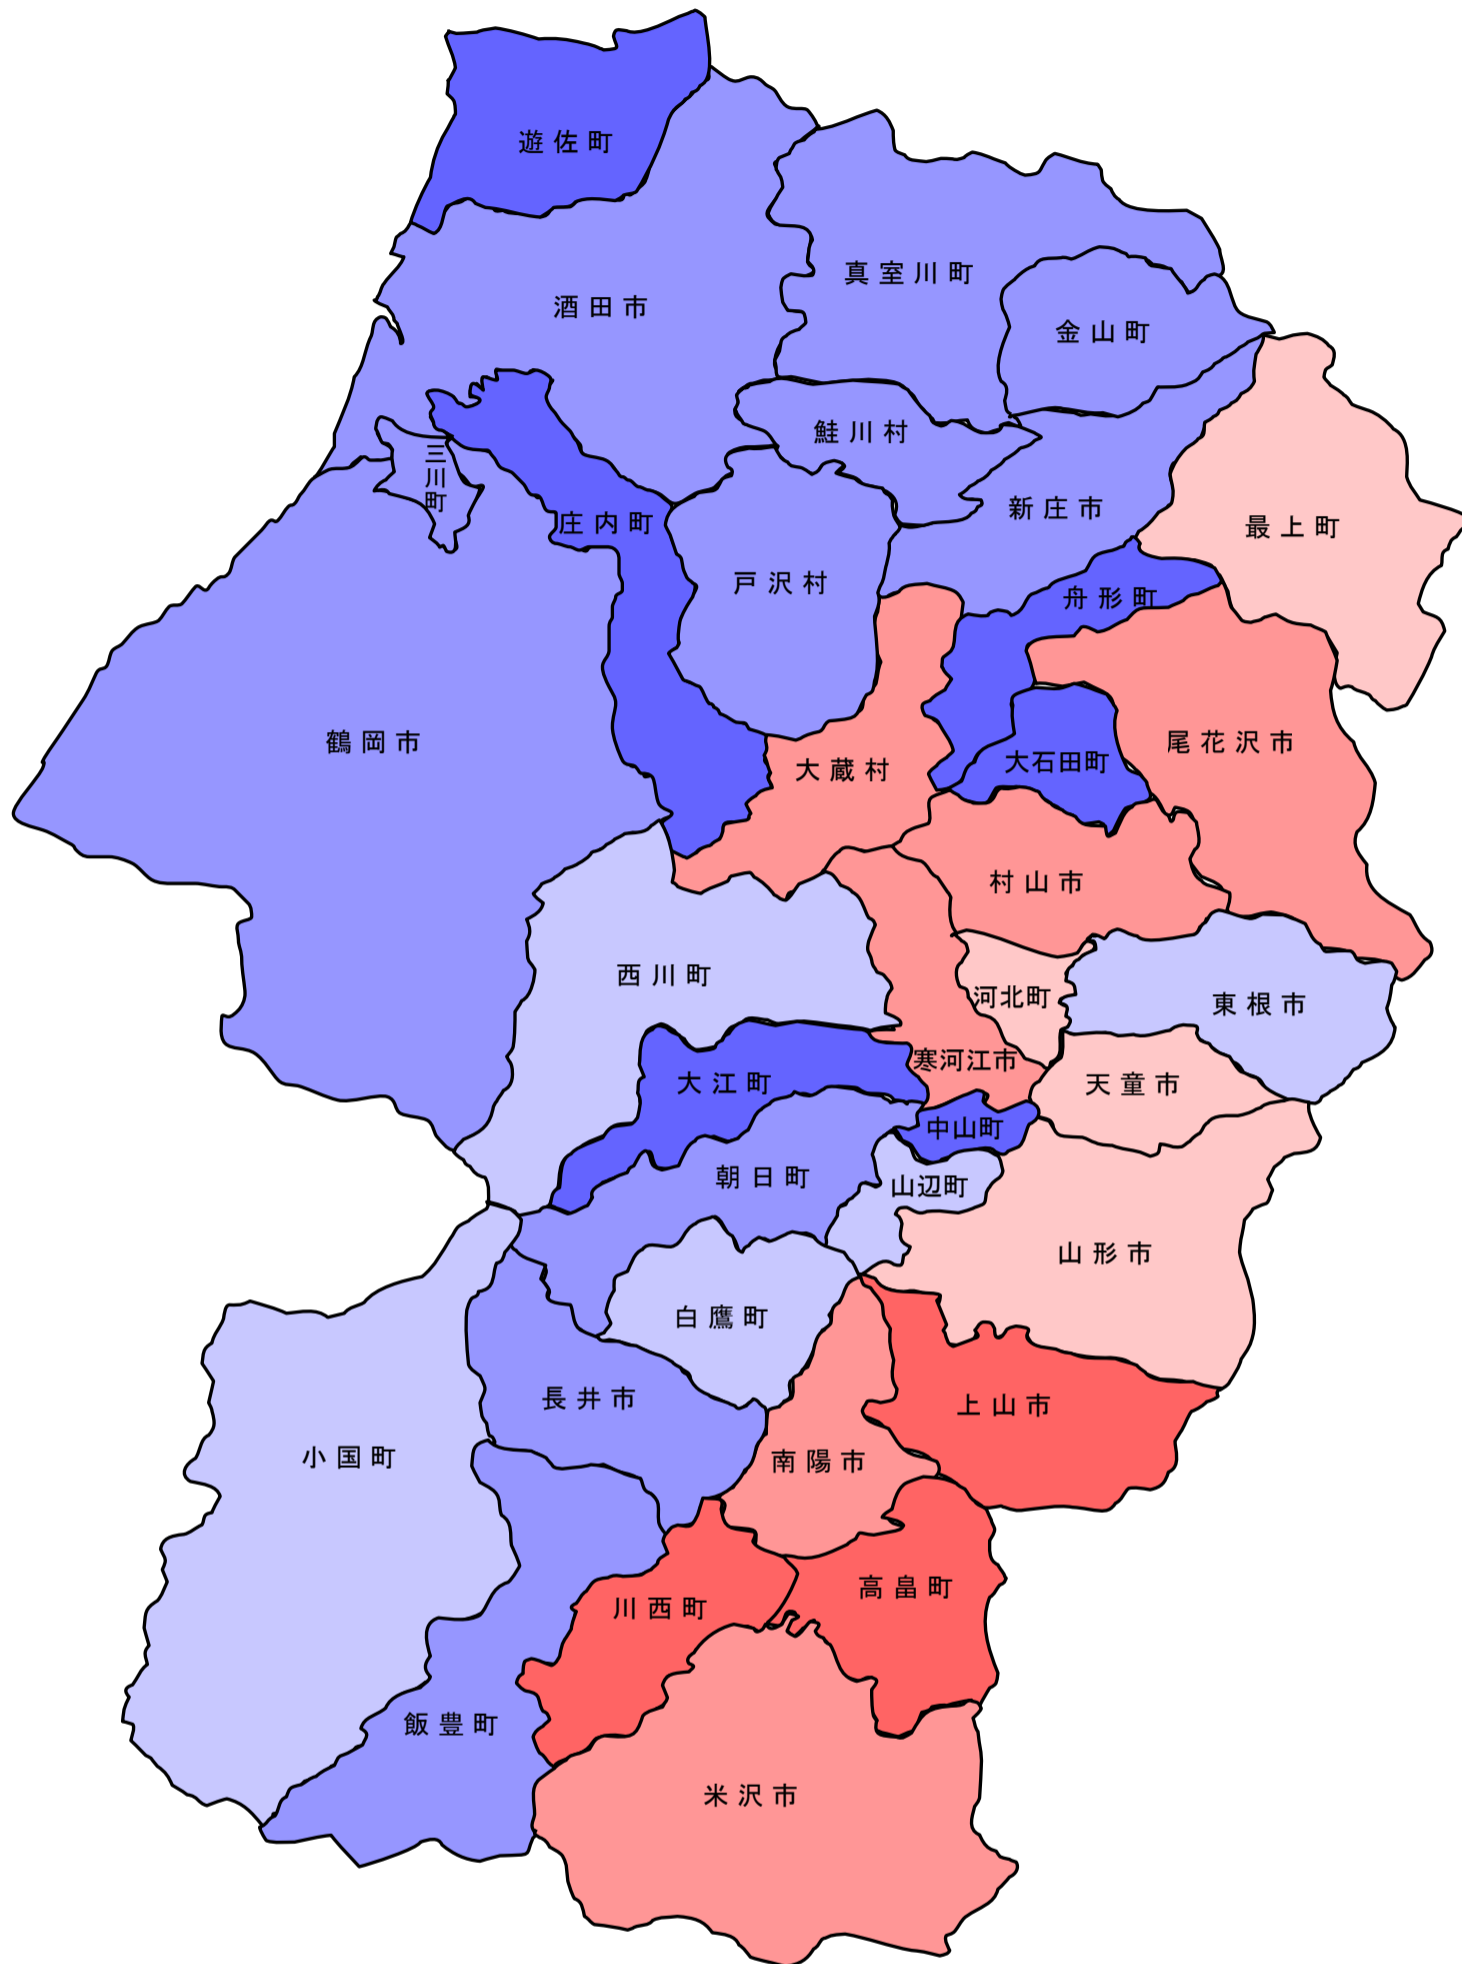 遊佐町
真室川町
酒田市
金山町
鮭川村
三川町
新庄市
庄内町
最上町
戸沢村
舟形町
鶴岡市
尾花沢市
大石田町
大蔵村
村山市
西川町
河北町
東根市
寒河江市
大江町
天童市
中山町
朝日町
山辺町
山形市
白鷹町
長井市
上山市
小国町
南陽市
高畠町
川西町
飯豊町
米沢市